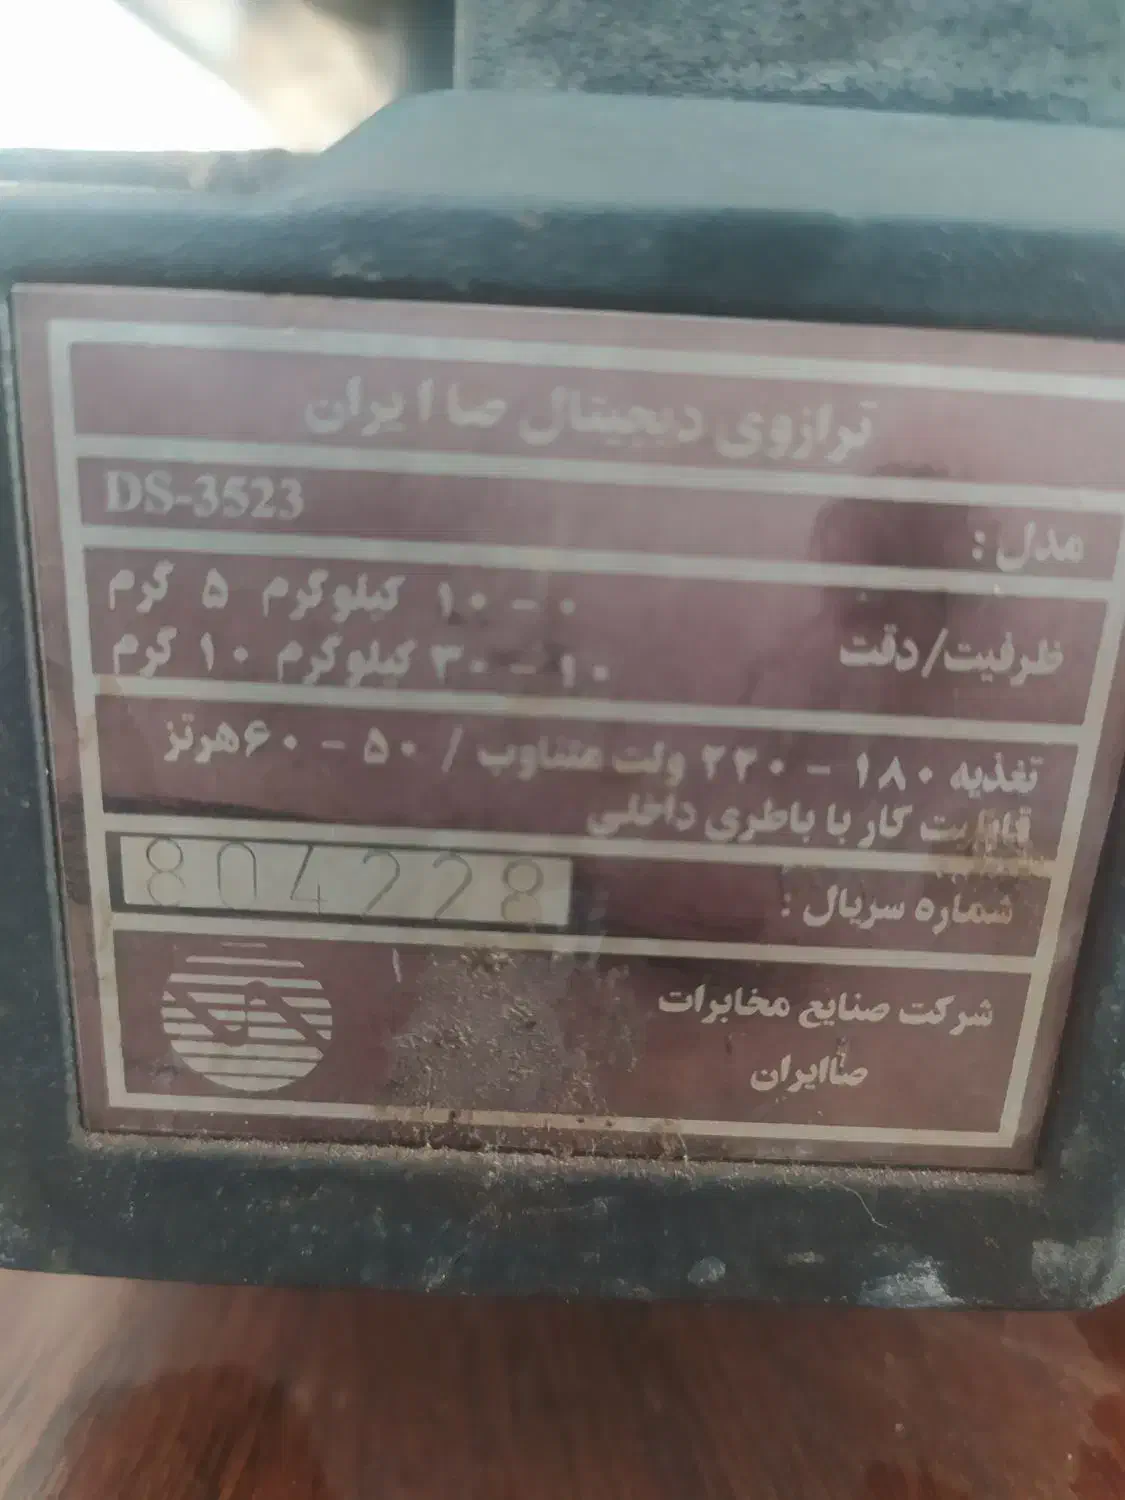 ترازوی دیجیتال صا ایران
مدل : DS-3523
ظرفیت/دقت
۰ - ۱۰ کیلوگرم ۵ گرم
۱۰ - ۳۰ کیلوگرم ۱۰ گرم
تغذیه ۱۸۰ - ۲۲۰ ولت متناوب / ۵۰ - ۶۰هرتز
قابلیت کار با باطری داخلی
شماره سریال : 804228
شرکت صنایع مخابرات
صاایران